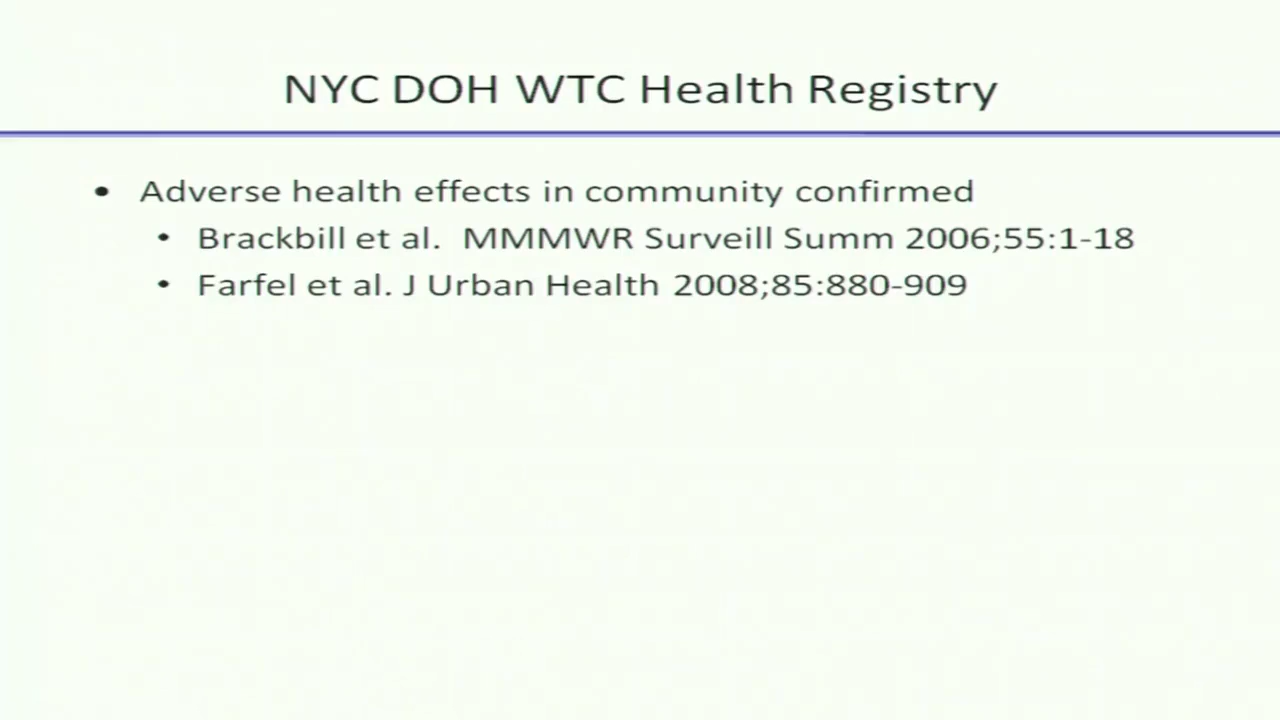 NYC DOH WTC Health Registry
• Adverse health effects in community confirmed
• Brackbill et al. MMMWR Surveill Summ 2006;55:1-18
• Farfel et al. J Urban Health 2008;85:880-909